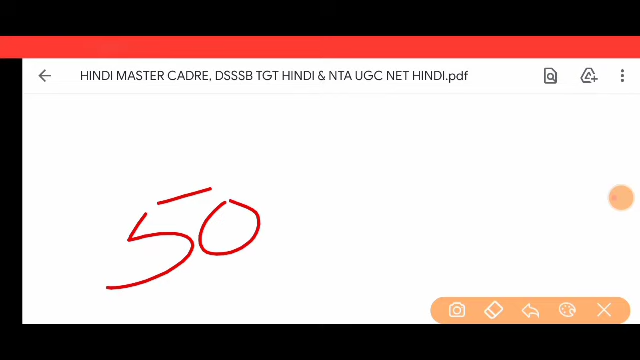 HINDI MASTER CADRE, DSSSB TGT HINDI & NTA UGC NET HINDI.pdf
50